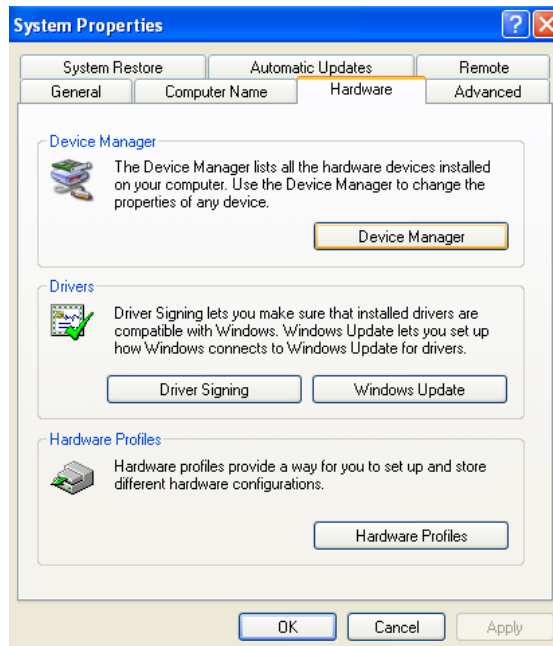 System Properties
System Restore
Automatic Updates
Remote
General
Computer Name
Hardware
Advanced
Device Manager
The Device Manager lists all the hardware devices installed
on your computer. Use the Device Manager to change the
properties of any device.
Device Manager
Drivers
Driver Signing lets you make sure that installed drivers are
compatible with Windows. Windows Update lets you set up
how Windows connects to Windows Update for drivers.
Driver Signing
Windows Update
Hardware Profiles
Hardware profiles provide a way for you to set up and store
different hardware configurations.
Hardware Profiles
OK
Cancel
Apply